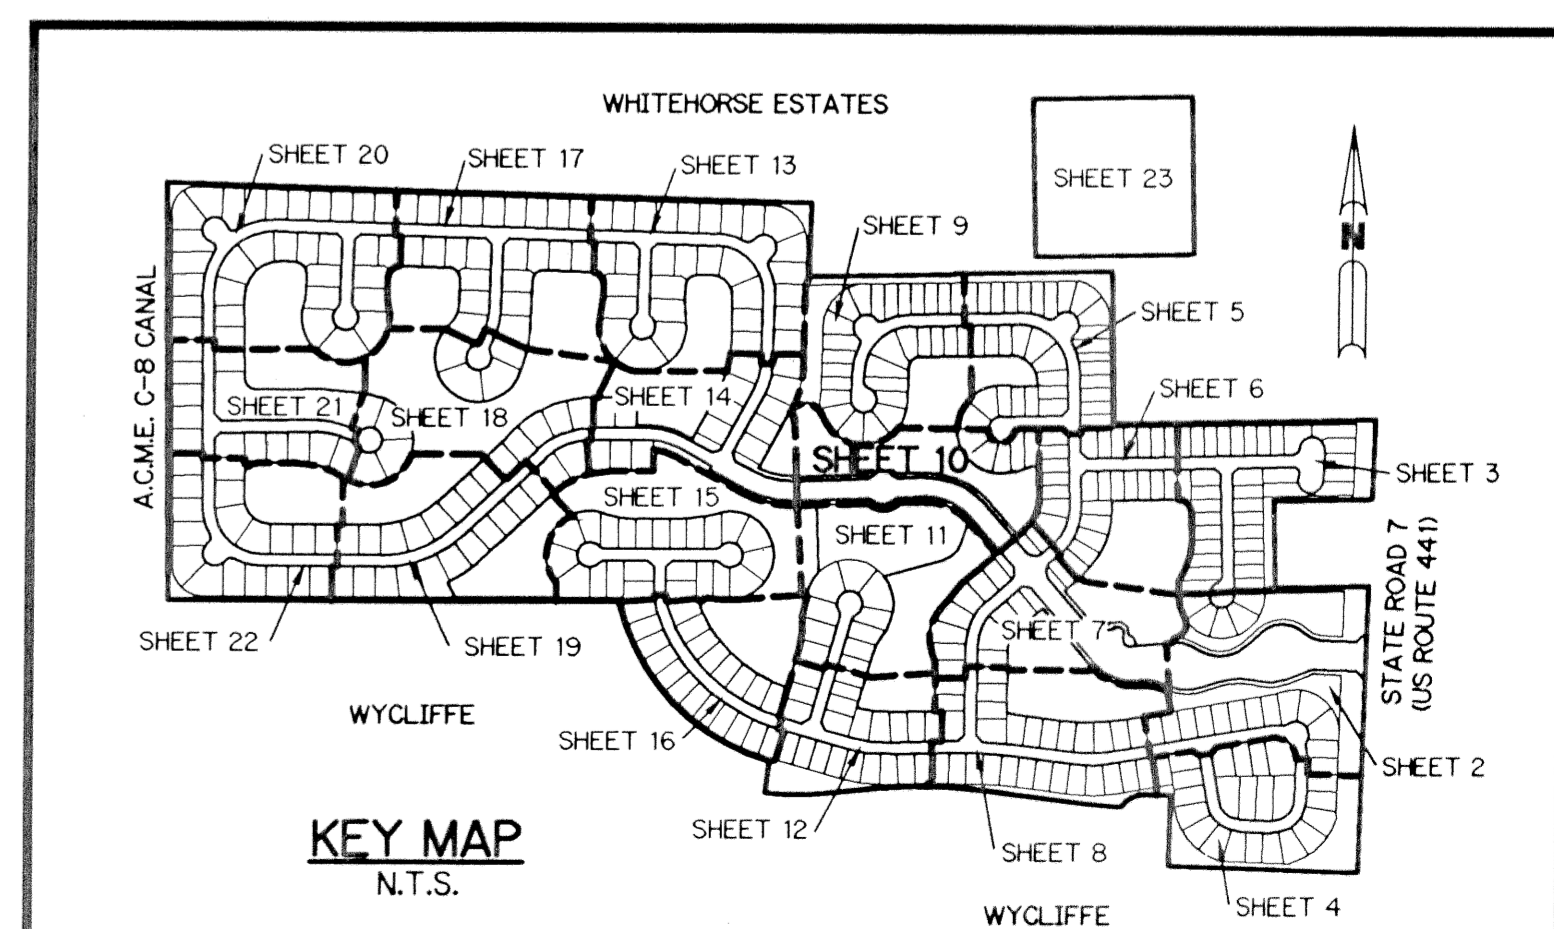 WHITEHORSE ESTATES
SHEET 20
SHEET 17
SHEET 13
SHEET 23
SHEET 9
N
A.C.M.E. C-8 CANAL
SHEET 5
SHEET 6
SHEET 21
SHEET 18
SHEET 14
SHEET 10
SHEET 3
SHEET 15
SHEET 11
STATE ROAD 7
(US ROUTE 441)
SHEET 22
SHEET 19
SHEET 7
WYCLIFFE
SHEET 16
SHEET 2
SHEET 12
SHEET 8
KEY MAP
N.T.S.
SHEET 4
WYCLIFFE